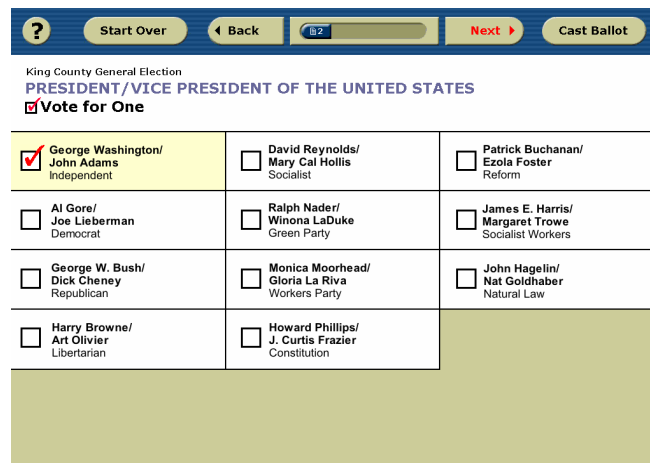 ? Start Over Back 2 Next Cast Ballot
King County General Election
PRESIDENT/VICE PRESIDENT OF THE UNITED STATES
Vote for One
George Washington/
John Adams
Independent
David Reynolds/
Mary Cal Hollis
Socialist
Patrick Buchanan/
Ezola Foster
Reform
Al Gore/
Joe Lieberman
Democrat
Ralph Nader/
Winona LaDuke
Green Party
James E. Harris/
Margaret Trowe
Socialist Workers
George W. Bush/
Dick Cheney
Republican
Monica Moorhead/
Gloria La Riva
Workers Party
John Hagelin/
Nat Goldhaber
Natural Law
Harry Browne/
Art Olivier
Libertarian
Howard Phillips/
J. Curtis Frazier
Constitution